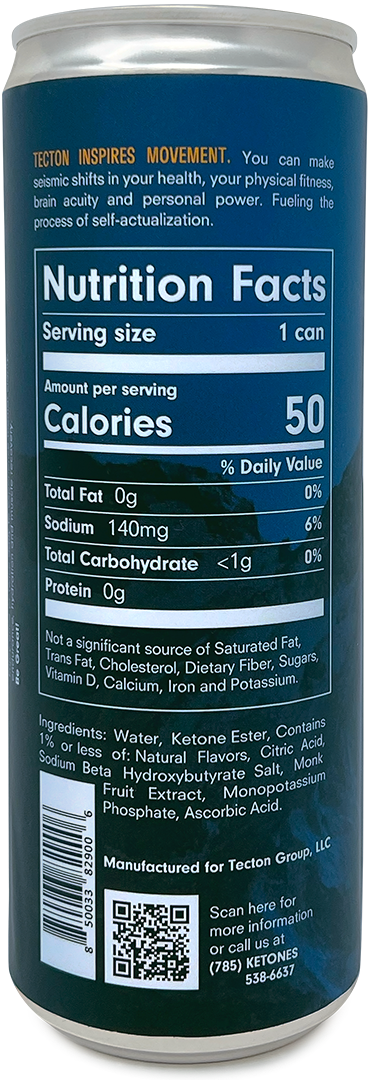 TECTON INSPIRES MOVEMENT. You can make
seismic shifts in your health, your physical fitness,
brain acuity and personal power. Fueling the
process of self-actualization.
Nutrition Facts
Serving size 1 can
Amount per serving
Calories 50
% Daily Value
Total Fat 0g 0%
Sodium 140mg 6%
Total Carbohydrate <1g 0%
Protein 0g
Not a significant source of Saturated Fat,
Trans Fat, Cholesterol, Dietary Fiber, Sugars,
Vitamin D, Calcium, Iron and Potassium.
Ingredients: Water, Ketone Ester, Contains
1% or less of: Natural Flavors, Citric Acid,
Sodium Beta Hydroxybutyrate Salt, Monk
Fruit Extract, Monopotassium
Phosphate, Ascorbic Acid.
Manufactured for Tecton Group, LLC
8 50033 82900 6
Scan here for
more information
or call us at
(785) KETONES
538-6637
Be Great!